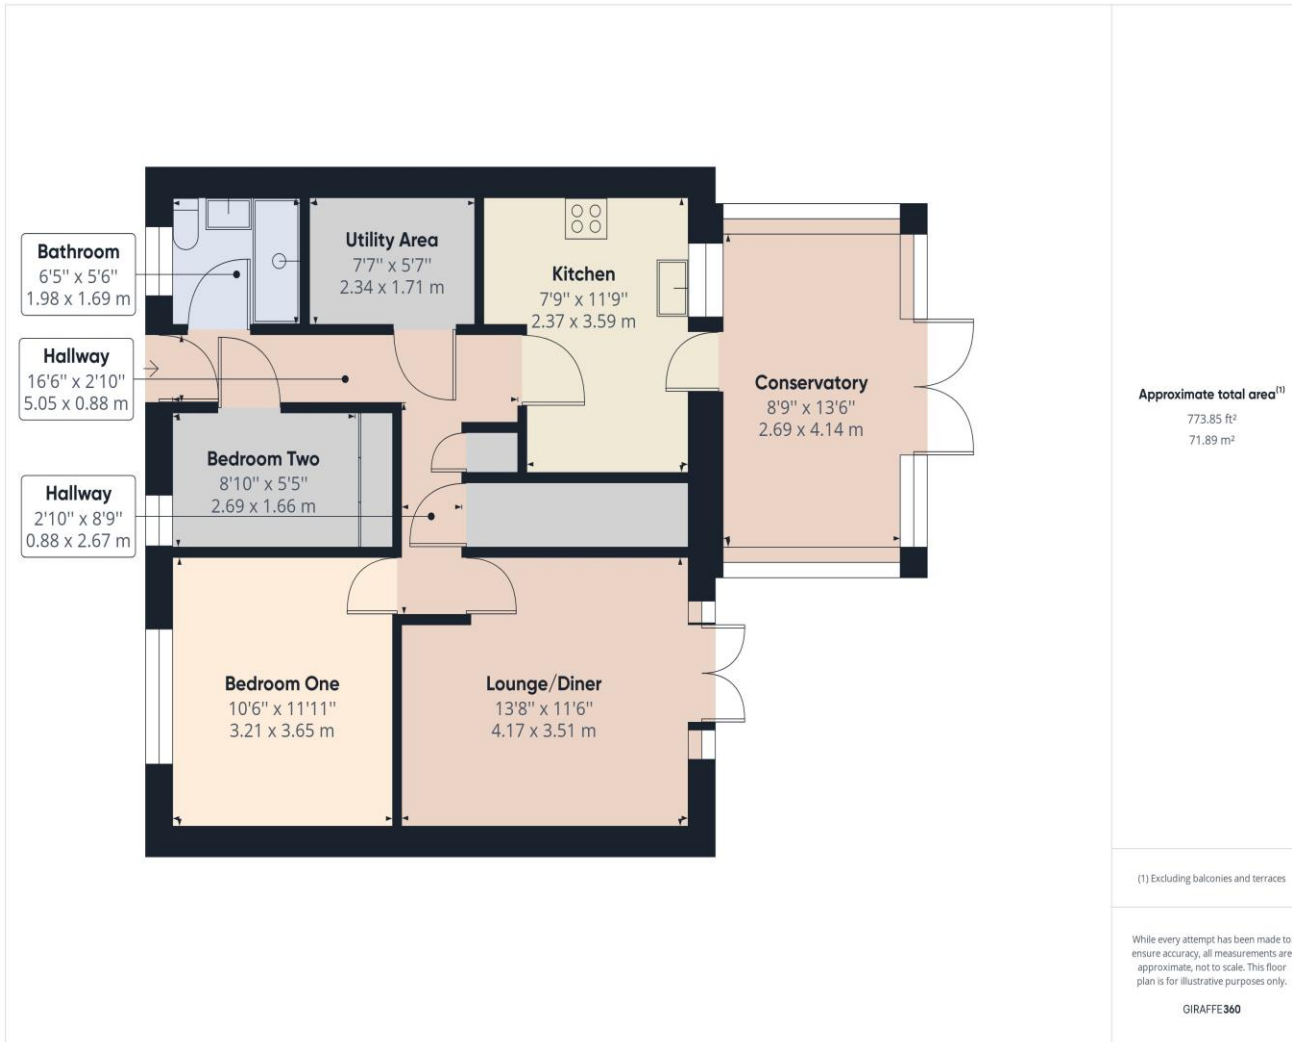 Bathroom
6'5" x 5'6"
1.98 x 1.69 m
Utility Area
7'7" x 5'7"
2.34 x 1.71 m
Kitchen
7'9" x 11'9"
2.37 x 3.59 m
Hallway
16'6" x 2'10"
5.05 x 0.88 m
Conservatory
8'9" x 13'6"
2.69 x 4.14 m
Bedroom Two
8'10" x 5'5"
2.69 x 1.66 m
Hallway
2'10" x 8'9"
0.88 x 2.67 m
Bedroom One
10'6" x 11'11"
3.21 x 3.65 m
Lounge/Diner
13'8" x 11'6"
4.17 x 3.51 m
Approximate total area(1)
773.85 ft²
71.89 m²
(1) Excluding balconies and terraces
While every attempt has been made to
ensure accuracy, all measurements are
approximate, not to scale. This floor
plan is for illustrative purposes only.
GIRAFFE360